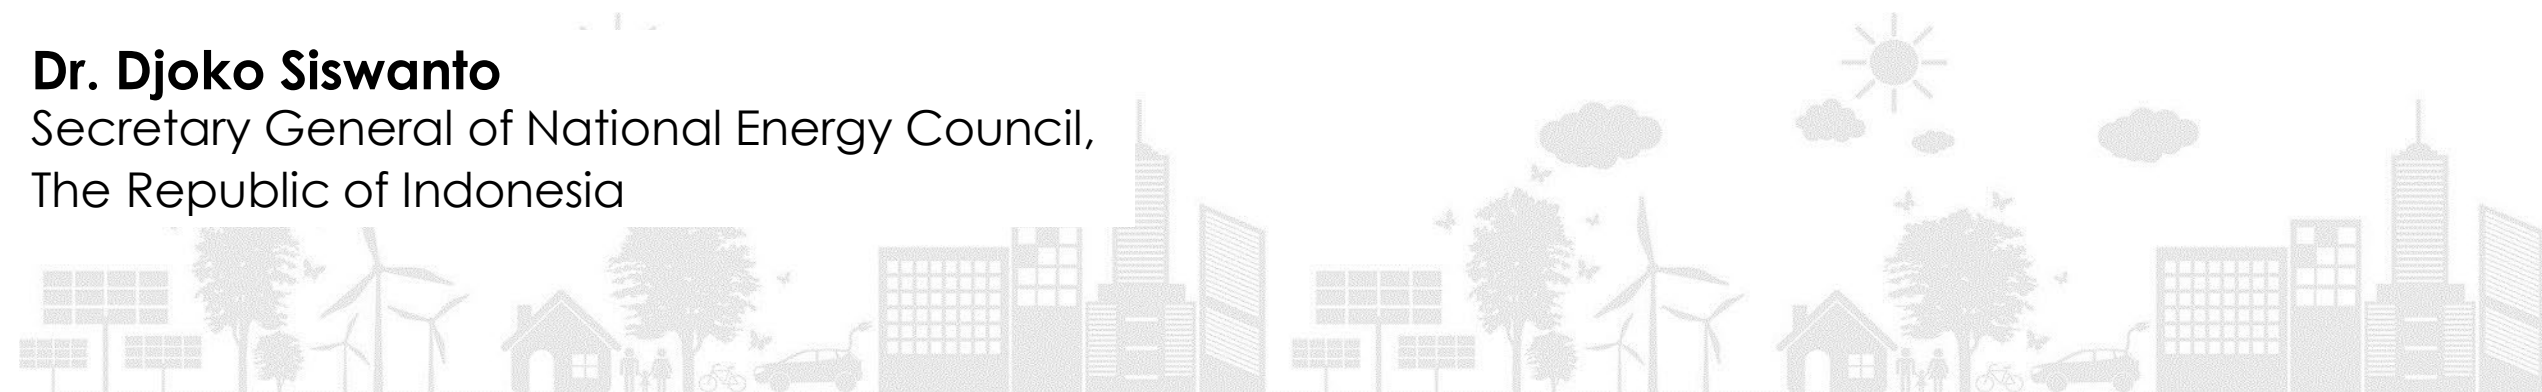 Dr. Djoko Siswanto
Secretary General of National Energy Council,
The Republic of Indonesia